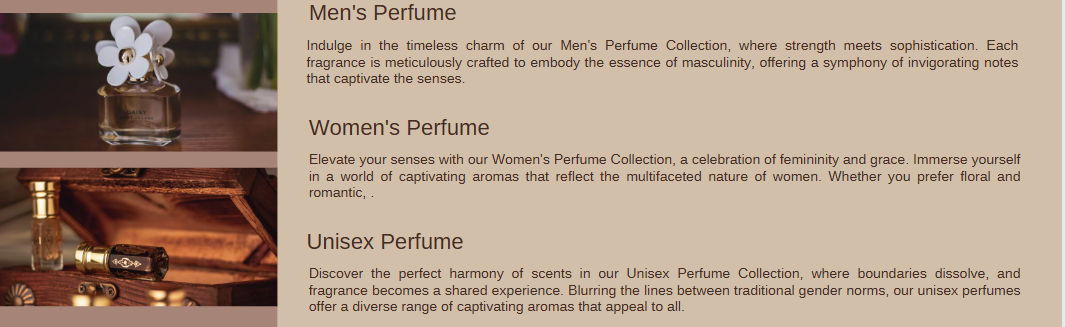 Men's Perfume
Indulge in the timeless charm of our Men's Perfume Collection, where strength meets sophistication. Each
fragrance is meticulously crafted to embody the essence of masculinity, offering a symphony of invigorating notes
that captivate the senses.
DAISY
Women's Perfume
Elevate your senses with our Women's Perfume Collection, a celebration of femininity and grace. Immerse yourself
in a world of captivating aromas that reflect the multifaceted nature of women. Whether you prefer floral and
romantic, .
Unisex Perfume
Discover the perfect harmony of scents in our Unisex Perfume Collection, where boundaries dissolve, and
fragrance becomes a shared experience. Blurring the lines between traditional gender norms, our unisex perfumes
offer a diverse range of captivating aromas that appeal to all.